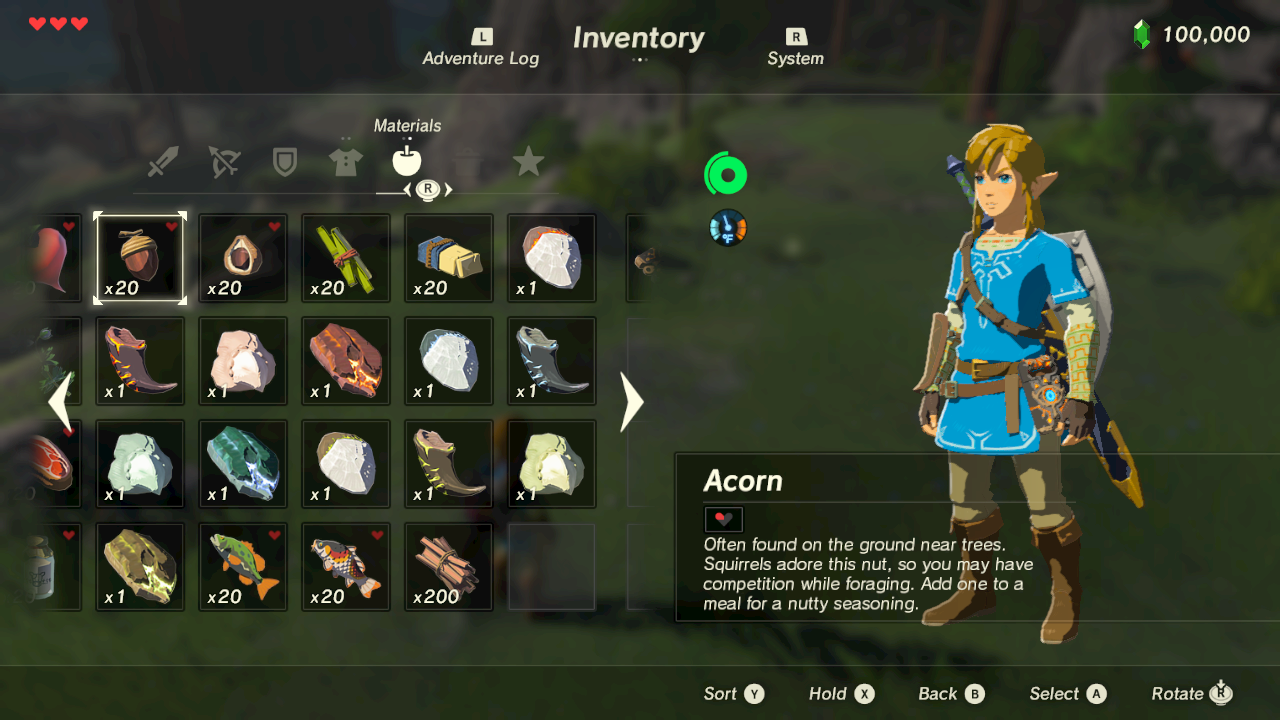 L
Inventory
R
100,000
Adventure Log
System
Materials
R
x20
x20
x20
x20
x1
°F
x1
x1
x1
x1
x1
x1
x1
x1
x1
x1
x1
x20
x20
x200
Acorn
Often found on the ground near trees.
Squirrels adore this nut, so you may have
competition while foraging. Add one to a
meal for a nutty seasoning.
Sort Y
Hold X
Back B
Select A
Rotate R